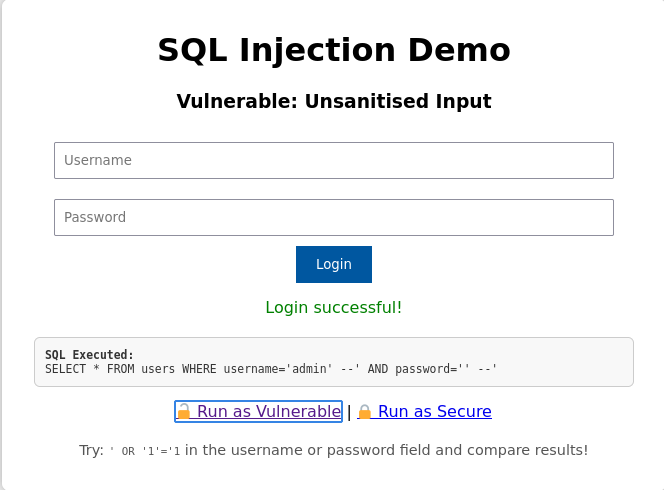 SQL Injection Demo
Vulnerable: Unsanitised Input
Username
Password
Login
Login successful!
SQL Executed:
SELECT * FROM users WHERE username='admin' --' AND password='' --'
🔓 Run as Vulnerable | 🔒 Run as Secure
Try: ' OR '1'='1 in the username or password field and compare results!